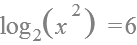 log₂(x²) = 6